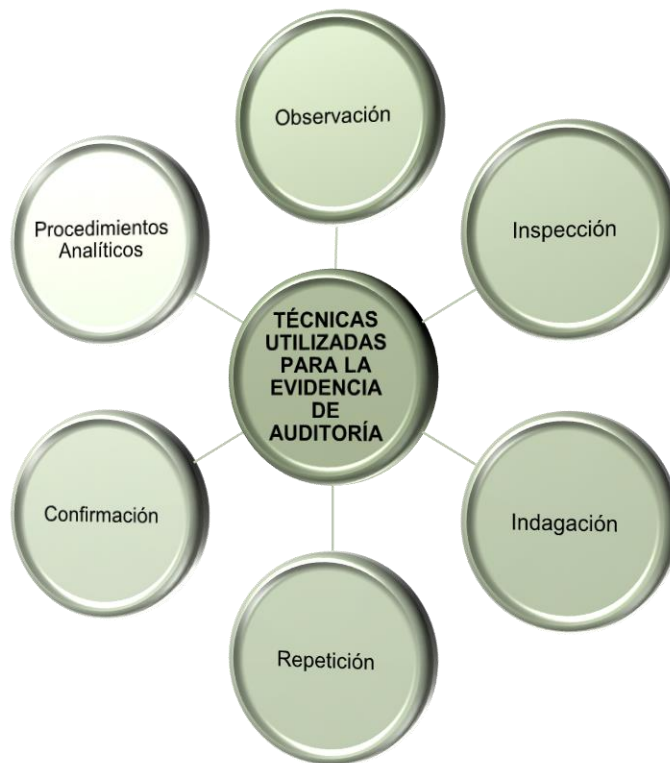 Observación
Inspección
Indagación
Repetición
Confirmación
Procedimientos
Analíticos
TÉCNICAS
UTILIZADAS
PARA LA
EVIDENCIA
DE
AUDITORÍA